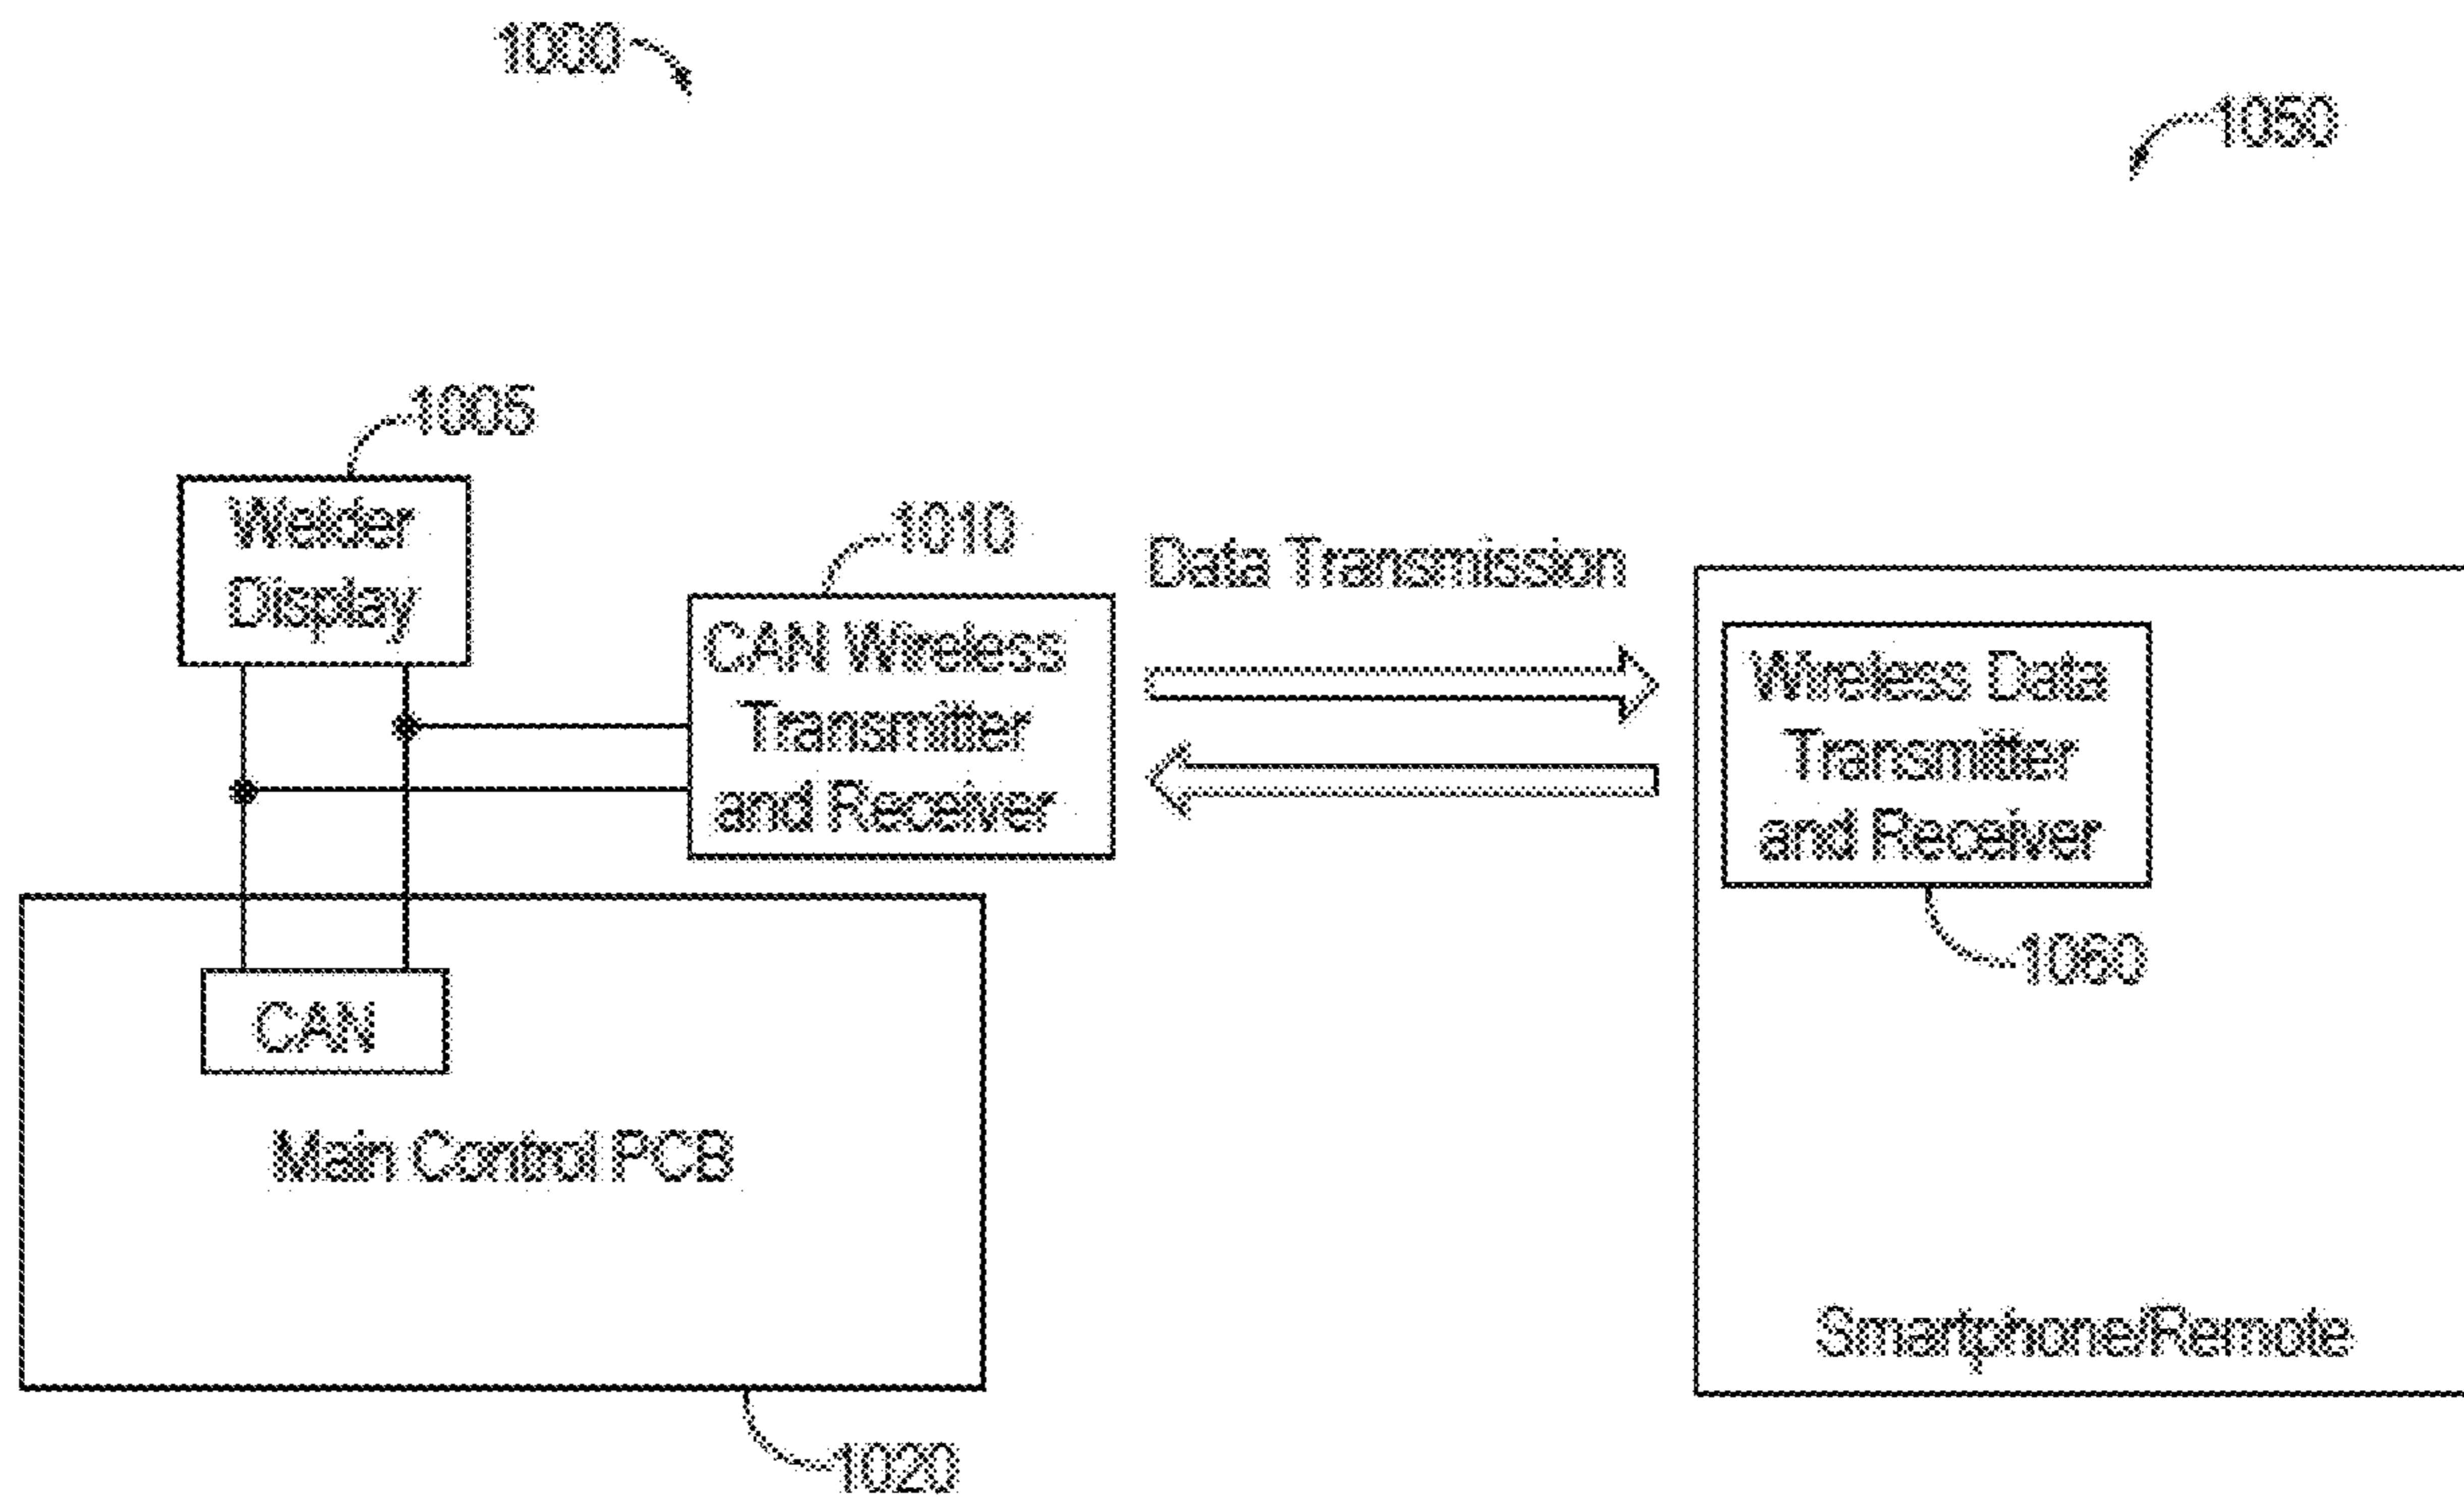 1000
1050
1005
Welder
Display
1010
CAN Wireless
Transmitter
and Receiver
Data Transmission
Wireless Data
Transmitter
and Receiver
1060
CAN
Main Control PCB
Smartphone/Remote
1020